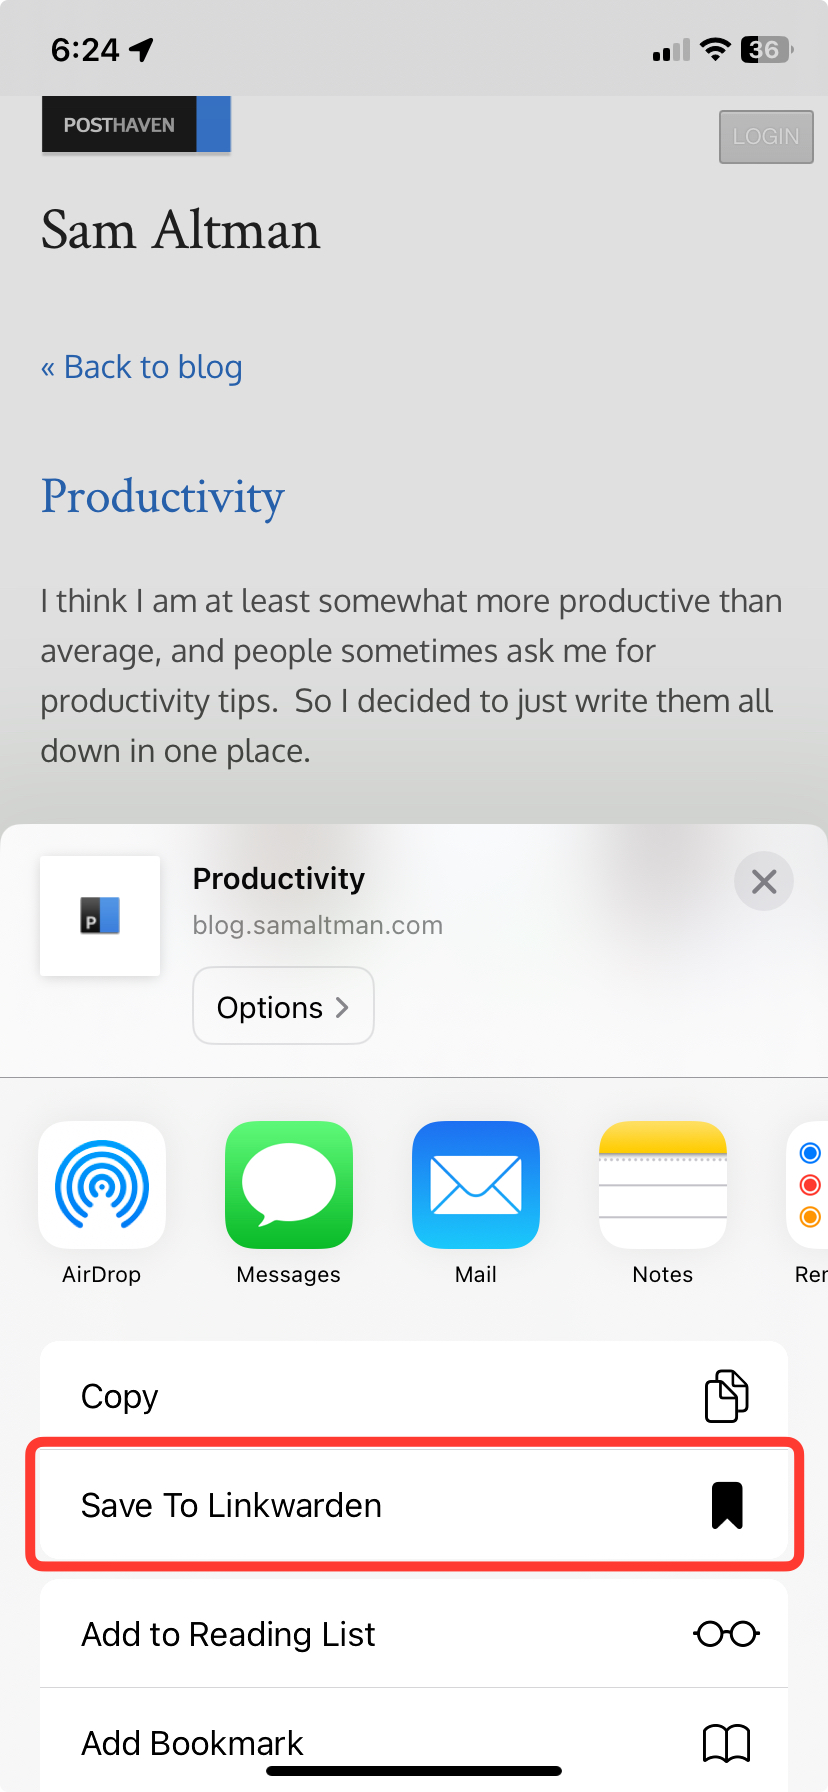 6:24
36
POSTHAVEN
LOGIN
Sam Altman
« Back to blog
Productivity
I think I am at least somewhat more productive than
average, and people sometimes ask me for
productivity tips.  So I decided to just write them all
down in one place.
P
Productivity
blog.samaltman.com
Options
AirDrop
Messages
Mail
Notes
Rer
Copy
Save To Linkwarden
Add to Reading List
Add Bookmark